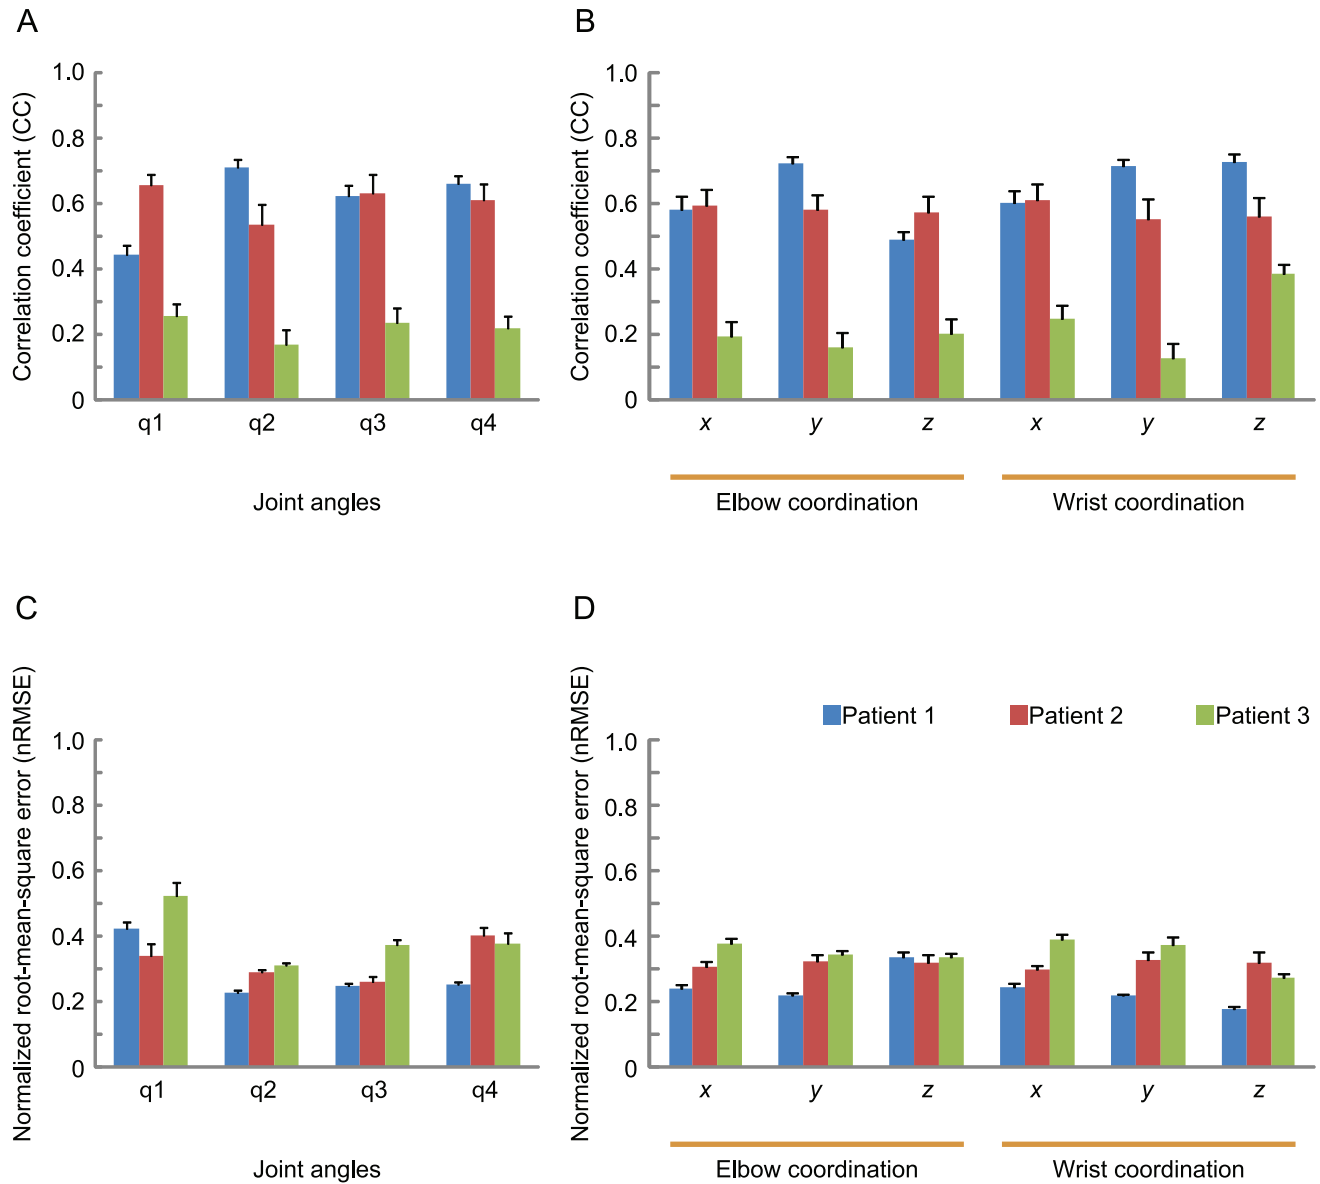 A
Correlation coefficient (CC)
1.0
0.8
0.6
0.4
0.2
0
q1 q2 q3 q4
Joint angles
B
Correlation coefficient (CC)
1.0
0.8
0.6
0.4
0.2
0
x y z x y z
Elbow coordination Wrist coordination
C
Normalized root-mean-square error (nRMSE)
1.0
0.8
0.6
0.4
0.2
0
q1 q2 q3 q4
Joint angles
D
Normalized root-mean-square error (nRMSE)
Patient 1 Patient 2 Patient 3
1.0
0.8
0.6
0.4
0.2
0
x y z x y z
Elbow coordination Wrist coordination